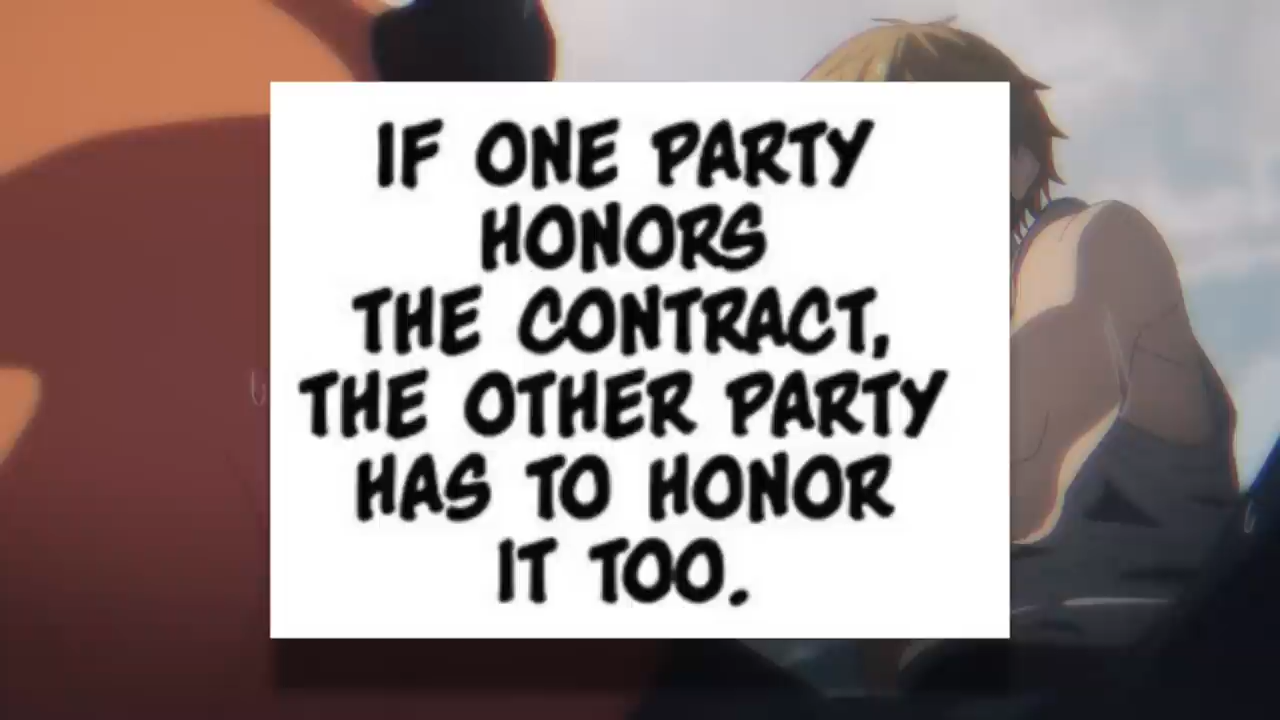 IF ONE PARTY
HONORS
THE CONTRACT,
THE OTHER PARTY
HAS TO HONOR
IT TOO.